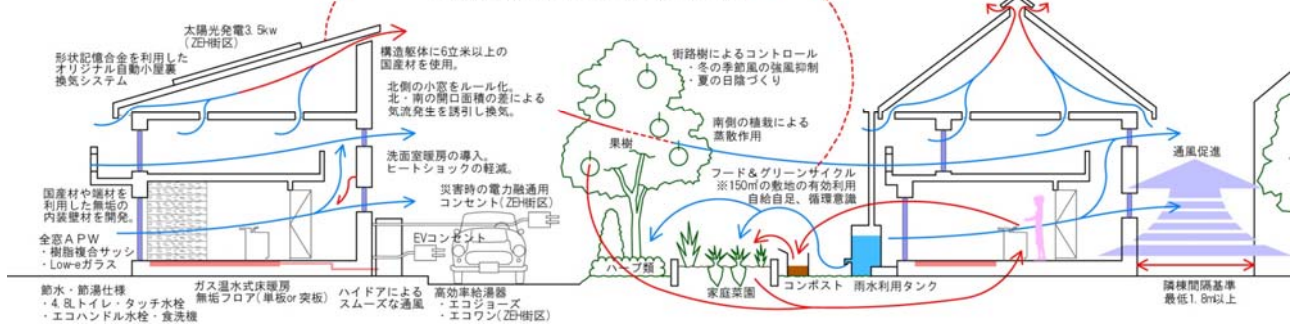 太陽光発電3.5kw
(ZEH街区)
形状記憶合金を利用した
オリジナル自動小屋裏
換気システム
構造躯体に6立米以上の
国産材を使用。
北側の小窓をルール化。
北・南の開口面積の差による
気流発生を誘引し換気。
洗面室暖房の導入。
ヒートショックの軽減。
国産材や端材を
利用した無垢の
内装壁材を開発。
災害時の電力融通用
コンセント(ZEH街区)
全窓APW
・樹脂複合サッシ
・Low-eガラス
EVコンセント
節水・節湯仕様
・4.8Lトイレ・タッチ水栓
・エコハンドル水栓・食洗機
ガス温水式床暖房
無垢フロア(単板or突板)
ハイドアによる
スムーズな通風
高効率給湯器
・エコジョーズ
・エコワン(ZEH街区)
街路樹によるコントロール
・冬の季節風の強風抑制
・夏の日陰づくり
果樹
南側の植栽による
蒸散作用
フード&グリーンサイクル
※150㎡の敷地の有効利用
自給自足、循環意識
ハーブ類
家庭菜園
コンポスト
雨水利用タンク
通風促進
隣棟間隔基準
最低1.8m以上